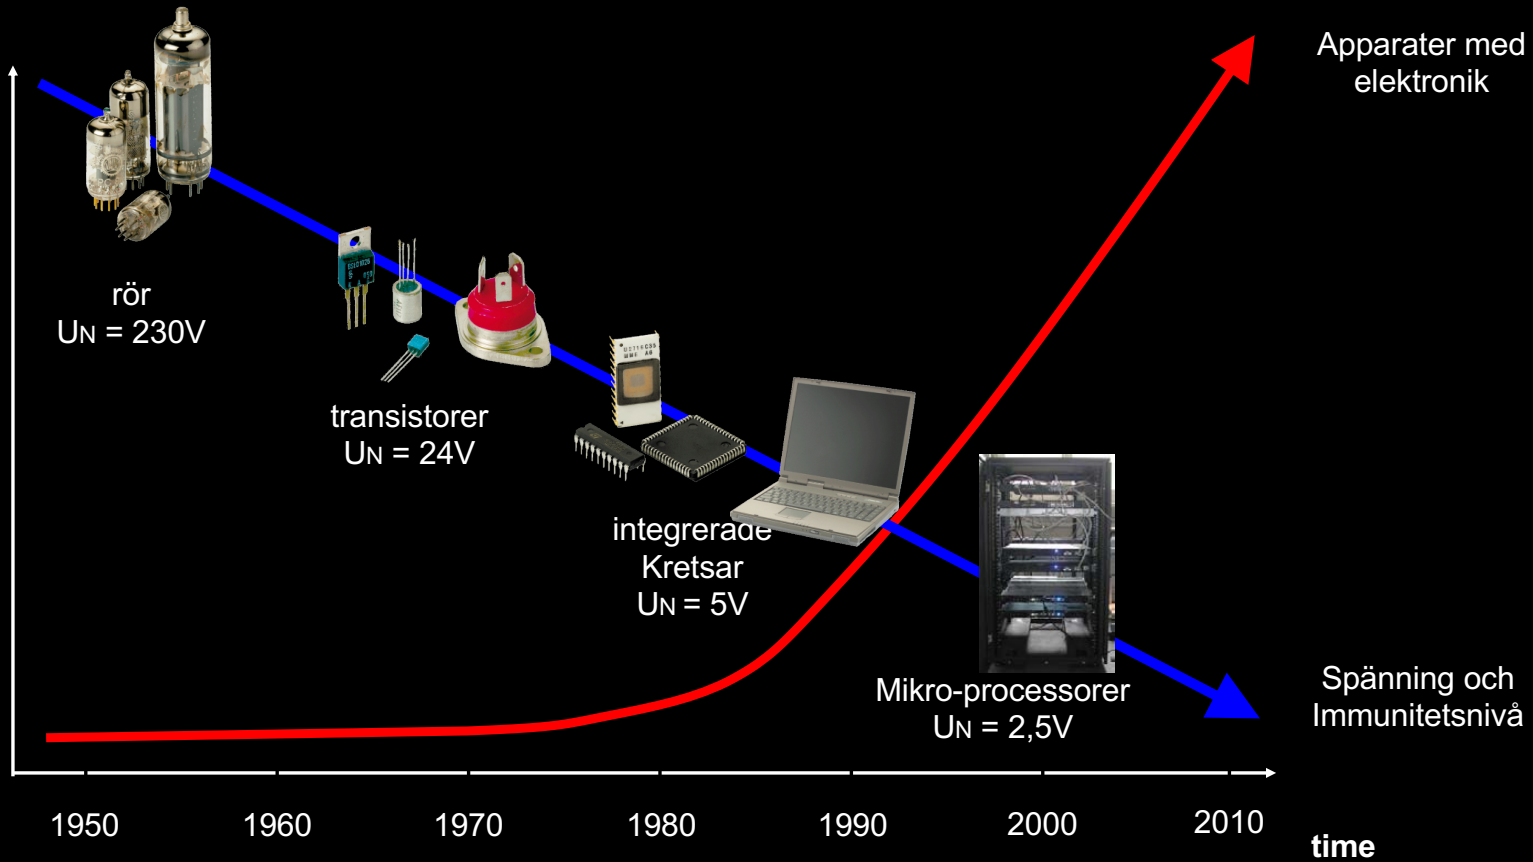 Apparater med
elektronik
rör
UN = 230V
transistorer
UN = 24V
integrerade
Kretsar
UN = 5V
Mikro-processorer
UN = 2,5V
Spänning och
Immunitetsnivå
1950
1960
1970
1980
1990
2000
2010
time